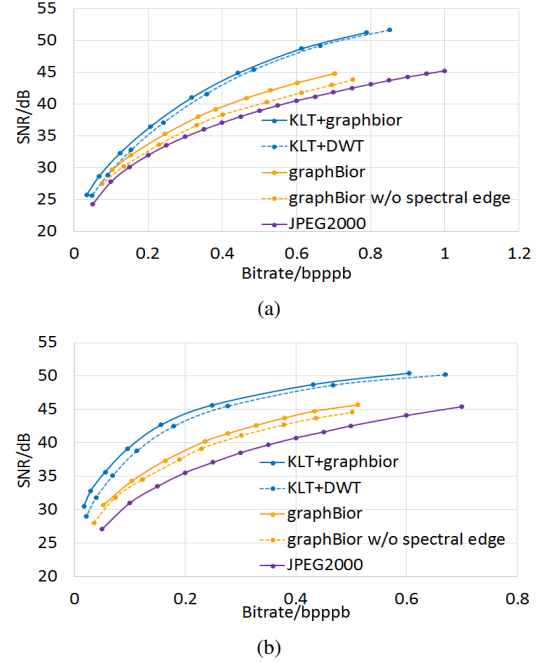 55
50
45
40
35
30
25
20
SNR/dB
KLT+graphbior
KLT+DWT
graphBior
graphBior w/o spectral edge
JPEG2000
0 0.2 0.4 0.6 0.8 1 1.2
Bitrate/bpppb
(a)
55
50
45
40
35
30
25
20
SNR/dB
KLT+graphbior
KLT+DWT
graphBior
graphBior w/o spectral edge
JPEG2000
0 0.2 0.4 0.6 0.8
Bitrate/bpppb
(b)